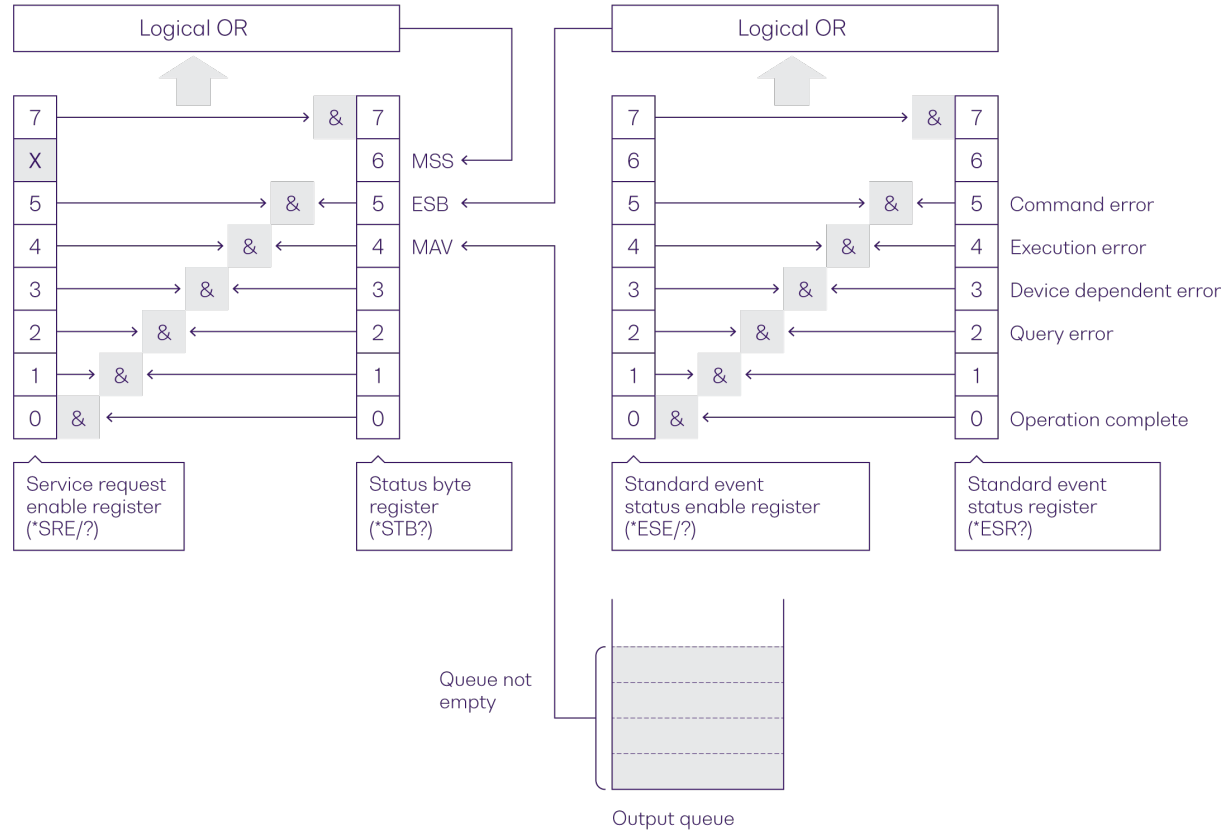 Logical OR
Logical OR
7 & 7
7 & 7
X 6 MSS
6 6
5 & 5 ESB
5 & 5 Command error
4 & 4 MAV
4 & 4 Execution error
3 & 3
3 & 3 Device dependent error
2 & 2
2 & 2 Query error
1 & 1
1 & 1
0 & 0
0 & 0 Operation complete
Service request
enable register
(*SRE/?)
Status byte
register
(*STB?)
Standard event
status enable register
(*ESE/?)
Standard event
status register
(*ESR?)
Queue not
empty
Output queue